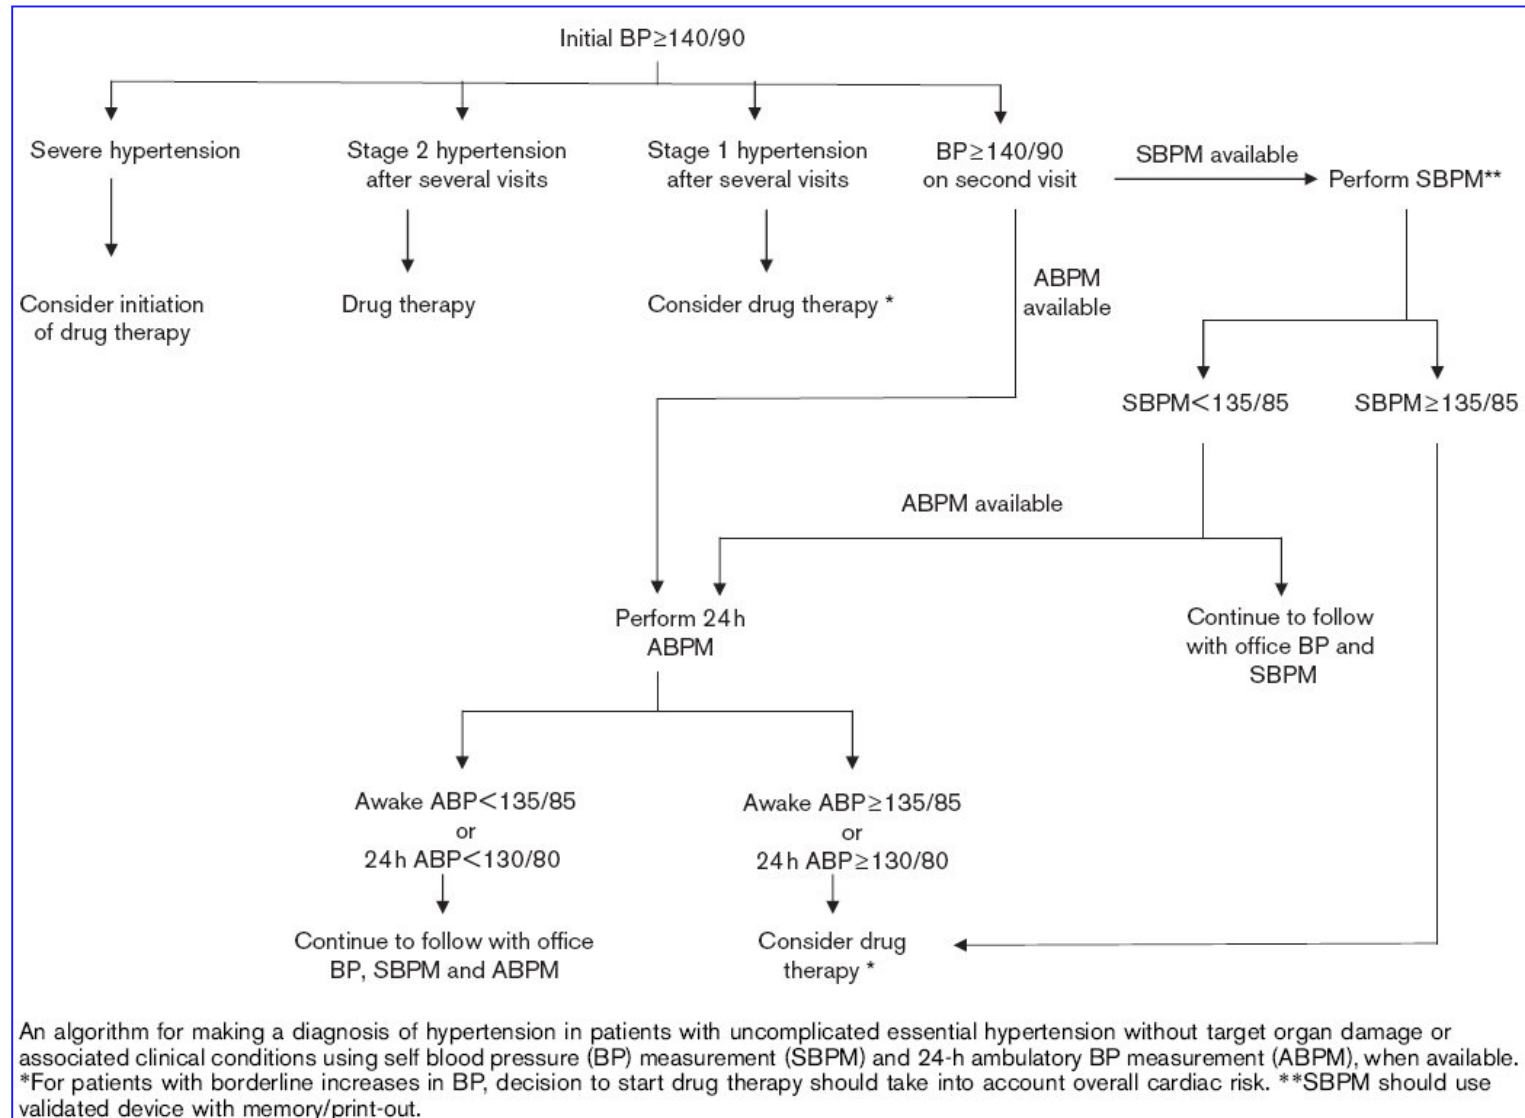 Initial BP≥140/90
Severe hypertension
Stage 2 hypertension
after several visits
Stage 1 hypertension
after several visits
BP≥140/90
on second visit
SBPM available
Perform SBPM**
Consider initiation
of drug therapy
Drug therapy
Consider drug therapy *
ABPM
available
SBPM<135/85
SBPM≥135/85
ABPM available
Perform 24h
ABPM
Continue to follow
with office BP and
SBPM
Awake ABP<135/85
or
24h ABP<130/80
Awake ABP≥135/85
or
24h ABP≥130/80
Continue to follow with office
BP, SBPM and ABPM
Consider drug
therapy *
An algorithm for making a diagnosis of hypertension in patients with uncomplicated essential hypertension without target organ damage or
associated clinical conditions using self blood pressure (BP) measurement (SBPM) and 24-h ambulatory BP measurement (ABPM), when available.
*For patients with borderline increases in BP, decision to start drug therapy should take into account overall cardiac risk. **SBPM should use
validated device with memory/print-out.